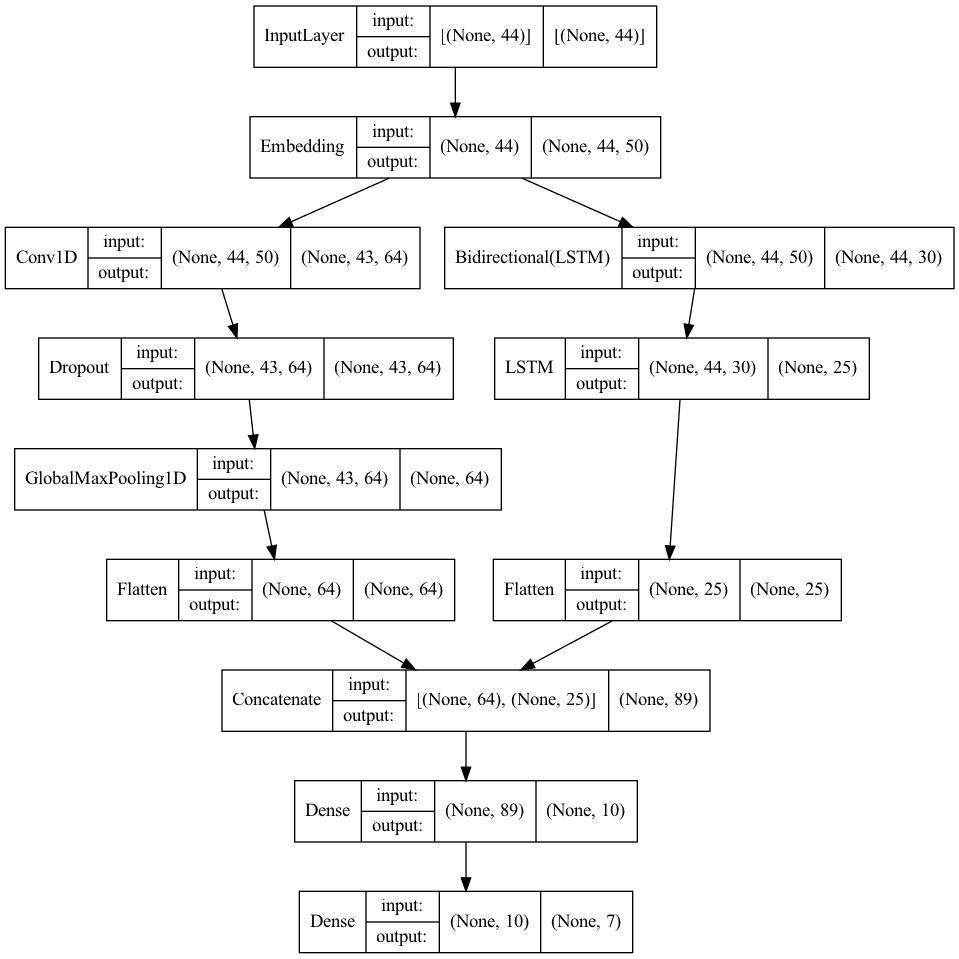 InputLayer input: output: [(None, 44)] [(None, 44)]
Embedding input: output: (None, 44) (None, 44, 50)
Conv1D input: output: (None, 44, 50) (None, 43, 64)
Bidirectional(LSTM) input: output: (None, 44, 50) (None, 44, 30)
Dropout input: output: (None, 43, 64) (None, 43, 64)
LSTM input: output: (None, 44, 30) (None, 25)
GlobalMaxPooling1D input: output: (None, 43, 64) (None, 64)
Flatten input: output: (None, 64) (None, 64)
Flatten input: output: (None, 25) (None, 25)
Concatenate input: output: [(None, 64), (None, 25)] (None, 89)
Dense input: output: (None, 89) (None, 10)
Dense input: output: (None, 10) (None, 7)